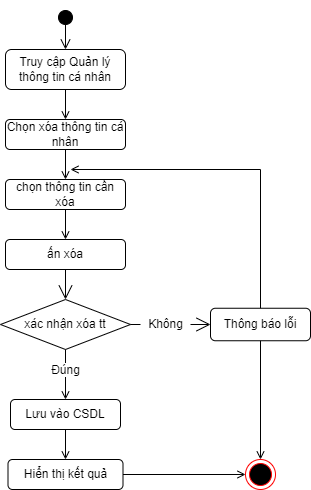 Truy cập Quản lý
thông tin cá nhân
Chọn xóa thông tin cá
nhân
chọn thông tin cần
xóa
ấn xóa
xác nhận xóa tt
Không
Thông báo lỗi
Đúng
Lưu vào CSDL
Hiển thị kết quả